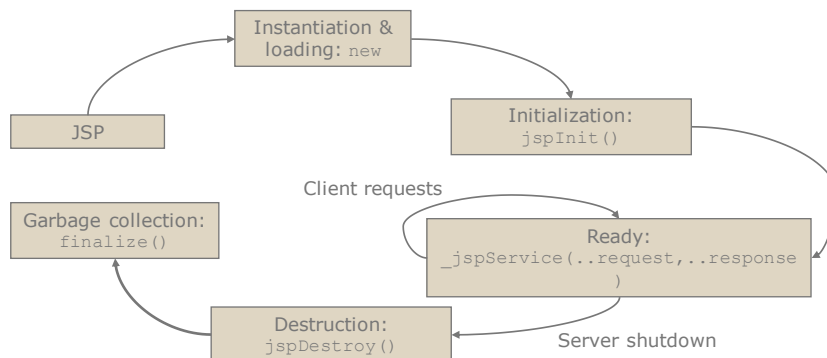 Instantiation &
loading: new
JSP
Initialization:
jspInit()
Client requests
Garbage collection:
finalize()
Ready:
_jspService(..request,..response
)
Destruction:
jspDestroy()
Server shutdown